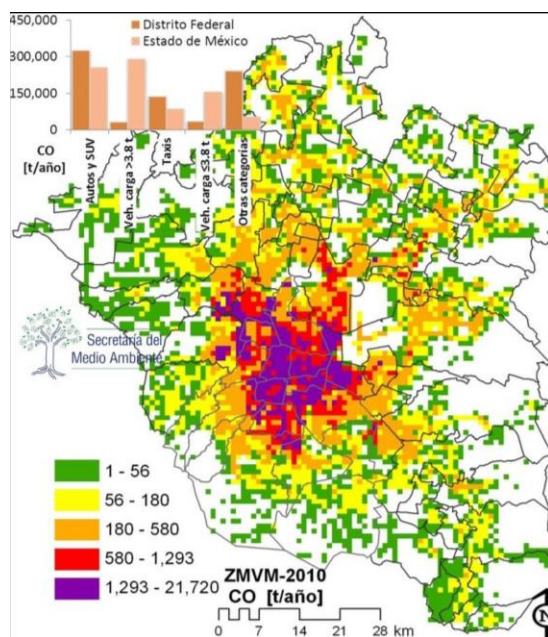 450,000
300,000
150,000
0
Distrito Federal
Estado de México
CO
[t/año]
Autos y SUV
Veh. carga >3.8 t
Taxis
Veh. carga ≤3.8 t
Otras categorías
Secretaría del
Medio Ambiente
1 - 56
56 - 180
180 - 580
580 - 1,293
1,293 - 21,720
ZMVM-2010
CO [t/año]
0 7 14 21 28 km
N